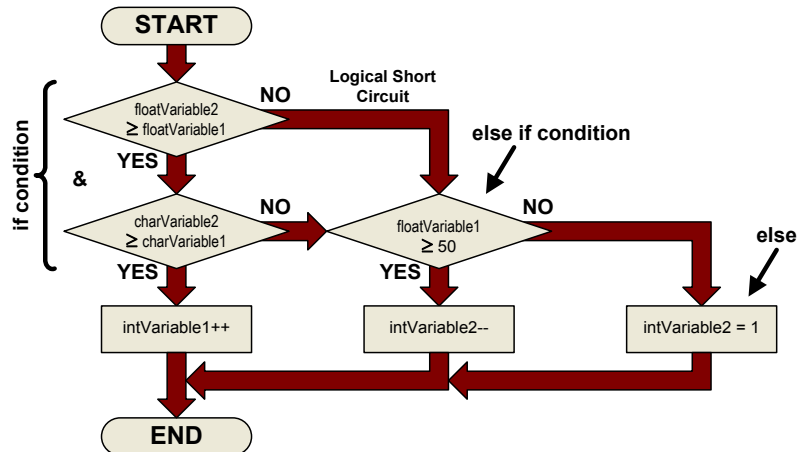 START
Logical Short
Circuit
NO
floatVariable2
≥ floatVariable1
else if condition
if condition
YES
&
charVariable2
≥ charVariable1
NO
floatVariable1
≥ 50
NO
else
YES
YES
intVariable1++
intVariable2--
intVariable2 = 1
END